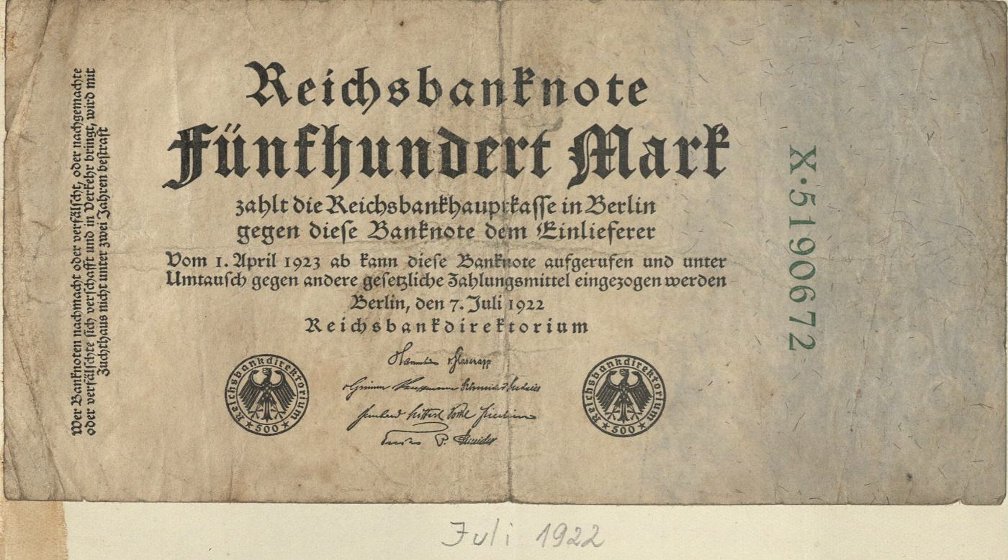 Wer Banknoten nachmacht oder verfälscht, oder nachgemachte
oder verfälschte sich verschafft und in Verkehr bringt, wird mit
Zuchthaus nicht unter zwei Jahren bestraft
Reichsbanknote
Fünfhundert Mark
zahlt die Reichsbankhauptkasse in Berlin
gegen diese Banknote dem Einlieferer
Vom 1. April 1923 ab kann diese Banknote aufgerufen und unter
Umtausch gegen andere gesetzliche Zahlungsmittel eingezogen werden
Berlin, den 7. Juli 1922
Reichsbankdirektorium
Reichsbankdirektorium
500
Reichsbankdirektorium
500
X·5190672
Juli 1922